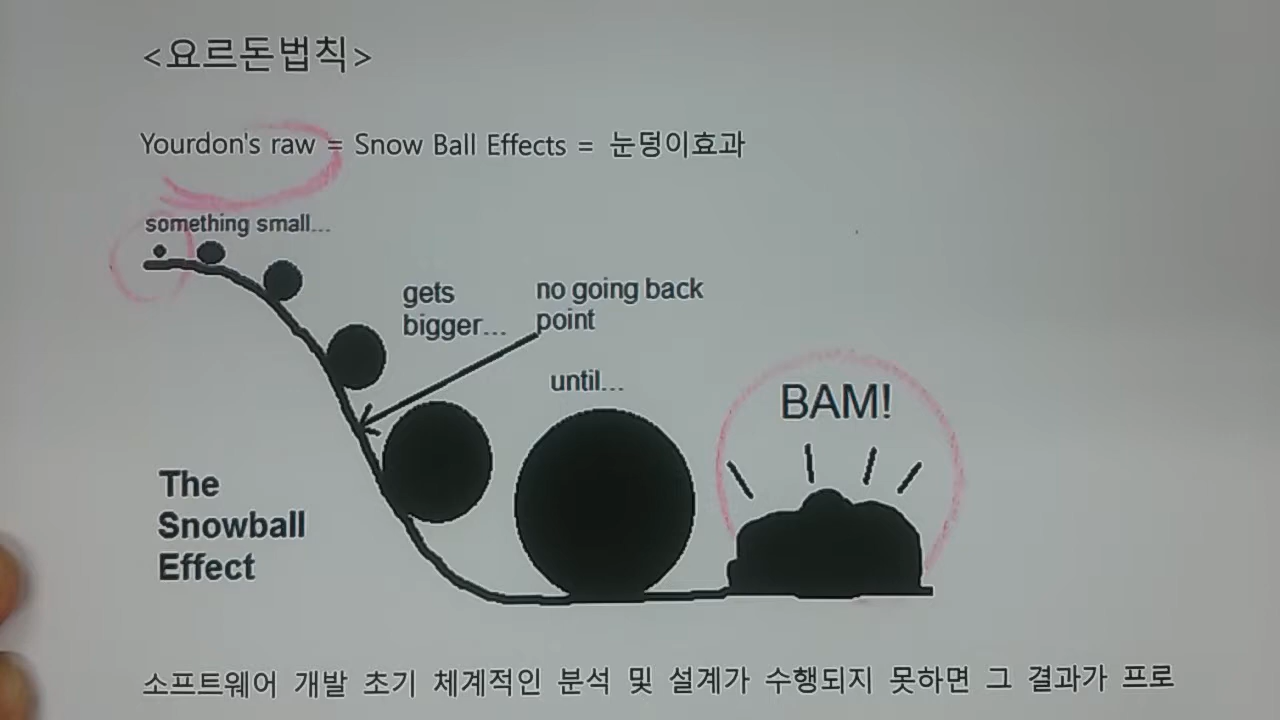 <요르돈법칙>
Yourdon's raw = Snow Ball Effects = 눈덩이효과
something small...
gets
bigger...
no going back
point
until...
BAM!
The
Snowball
Effect
소프트웨어 개발 초기 체계적인 분석 및 설계가 수행되지 못하면 그 결과가 프로